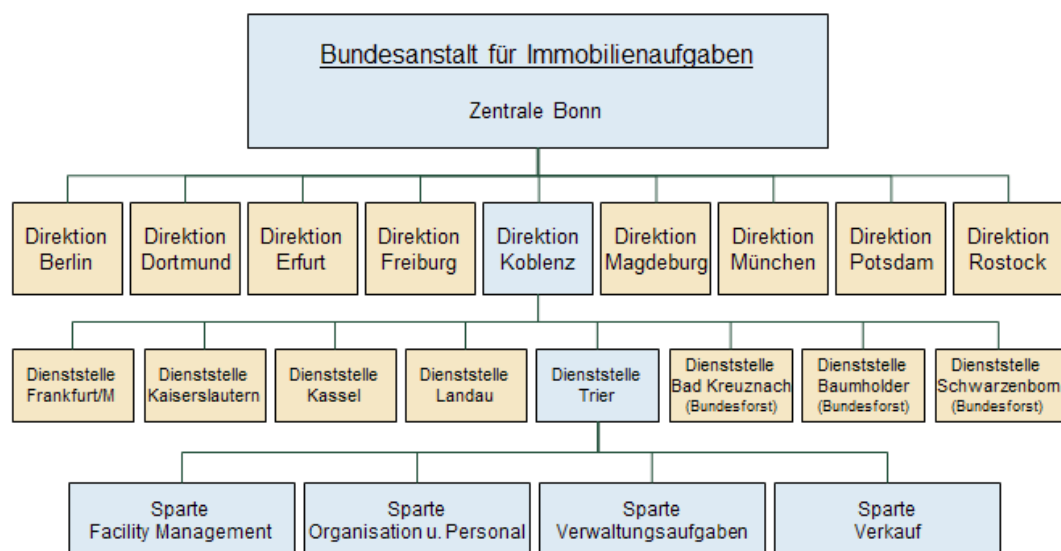 Bundesanstalt für Immobilienaufgaben
Zentrale Bonn
Direktion
Berlin
Direktion
Dortmund
Direktion
Erfurt
Direktion
Freiburg
Direktion
Koblenz
Direktion
Magdeburg
Direktion
München
Direktion
Potsdam
Direktion
Rostock
Dienststelle
Frankfurt/M
Dienststelle
Kaiserslautern
Dienststelle
Kassel
Dienststelle
Landau
Dienststelle
Trier
Dienststelle
Bad Kreuznach
(Bundesforst)
Dienststelle
Baumholder
(Bundesforst)
Dienststelle
Schwarzenborn
(Bundesforst)
Sparte
Facility Management
Sparte
Organisation u. Personal
Sparte
Verwaltungsaufgaben
Sparte
Verkauf